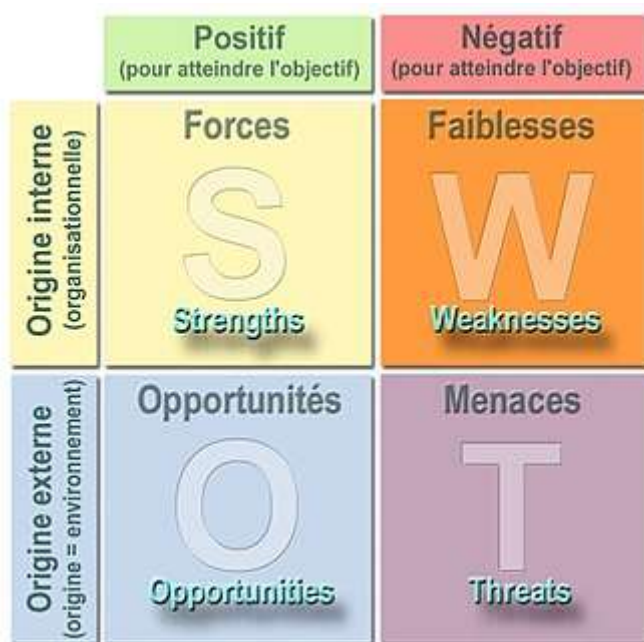 Positif
(pour atteindre l'objectif)
Négatif
(pour atteindre l'objectif)
Origine interne
(organisationnelle)
Forces
S
Strengths
Faiblesses
W
Weaknesses
Origine externe
(origine = environnement)
Opportunités
O
Opportunities
Menaces
T
Threats